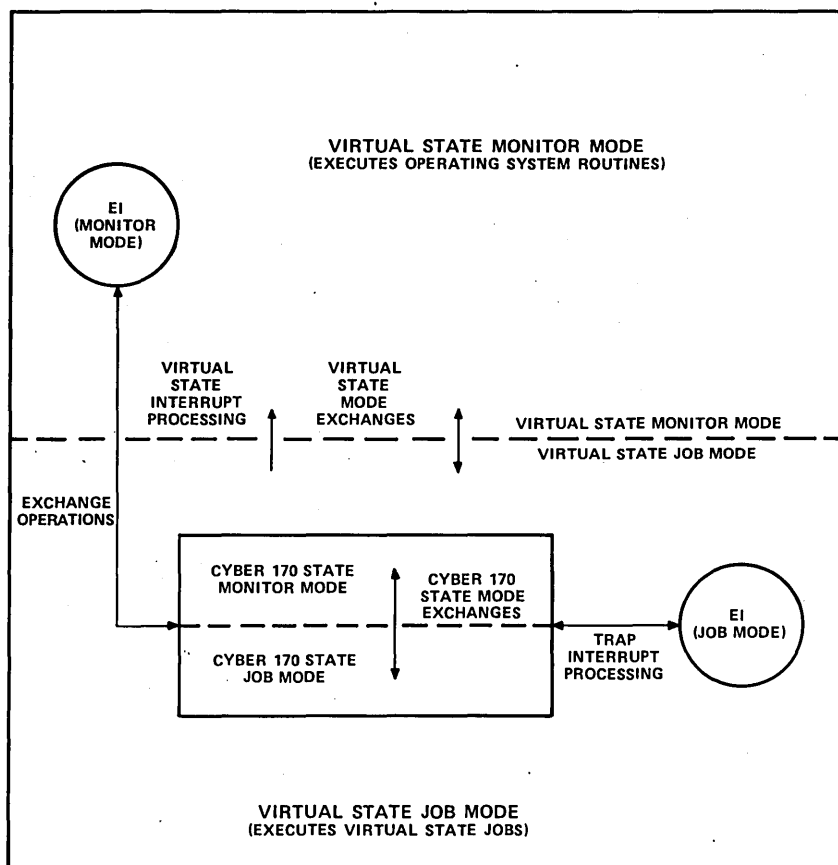 VIRTUAL STATE MONITOR MODE
(EXECUTES OPERATING SYSTEM ROUTINES)
EI
(MONITOR
MODE)
VIRTUAL
STATE
INTERRUPT
PROCESSING
VIRTUAL
STATE
MODE
EXCHANGES
VIRTUAL STATE MONITOR MODE
VIRTUAL STATE JOB MODE
EXCHANGE
OPERATIONS
CYBER 170 STATE
MONITOR MODE
CYBER 170
STATE MODE
EXCHANGES
CYBER 170 STATE
JOB MODE
EI
(JOB MODE)
TRAP
INTERRUPT
PROCESSING
VIRTUAL STATE JOB MODE
(EXECUTES VIRTUAL STATE JOBS)